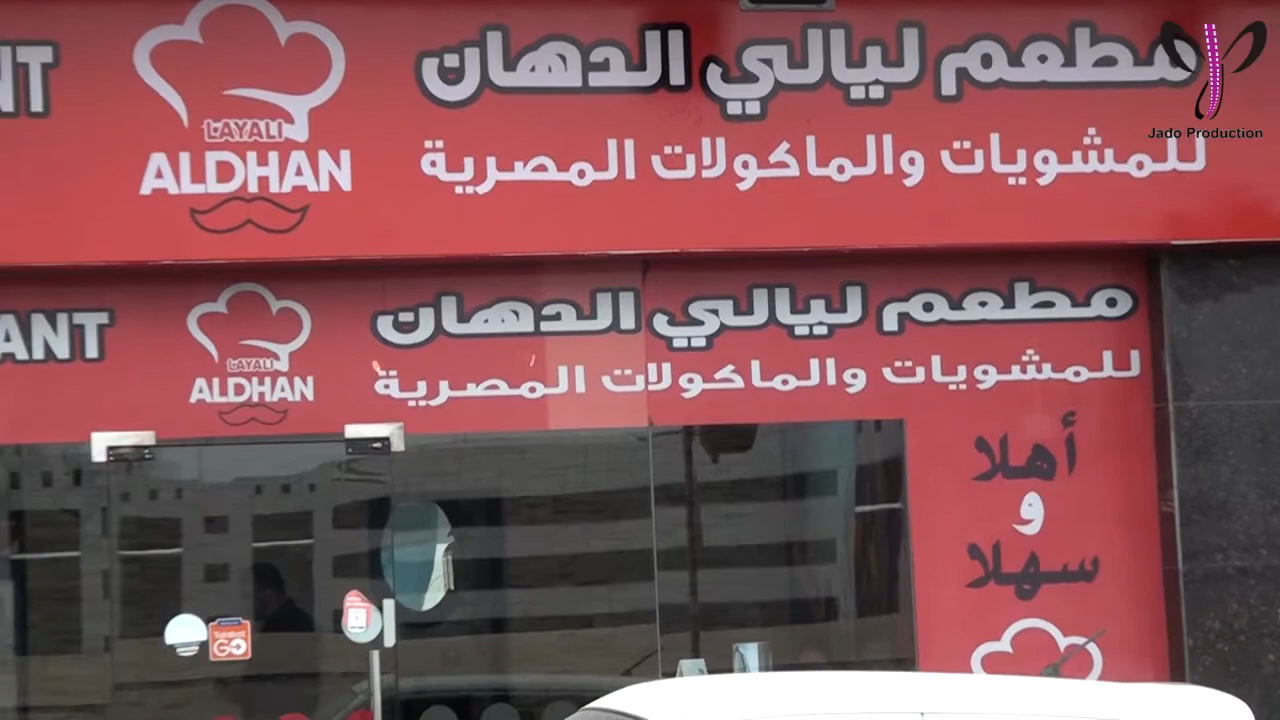 مطعم ليالي الدهان
للمشويات والماكولات المصرية
LAYALI
ALDHAN
NT
Jado Production
مطعم ليالي الدهان
للمشويات والماكولات المصرية
LAYALI
ALDHAN
ANT
أهلا
و
سهلا
Talabat
GO